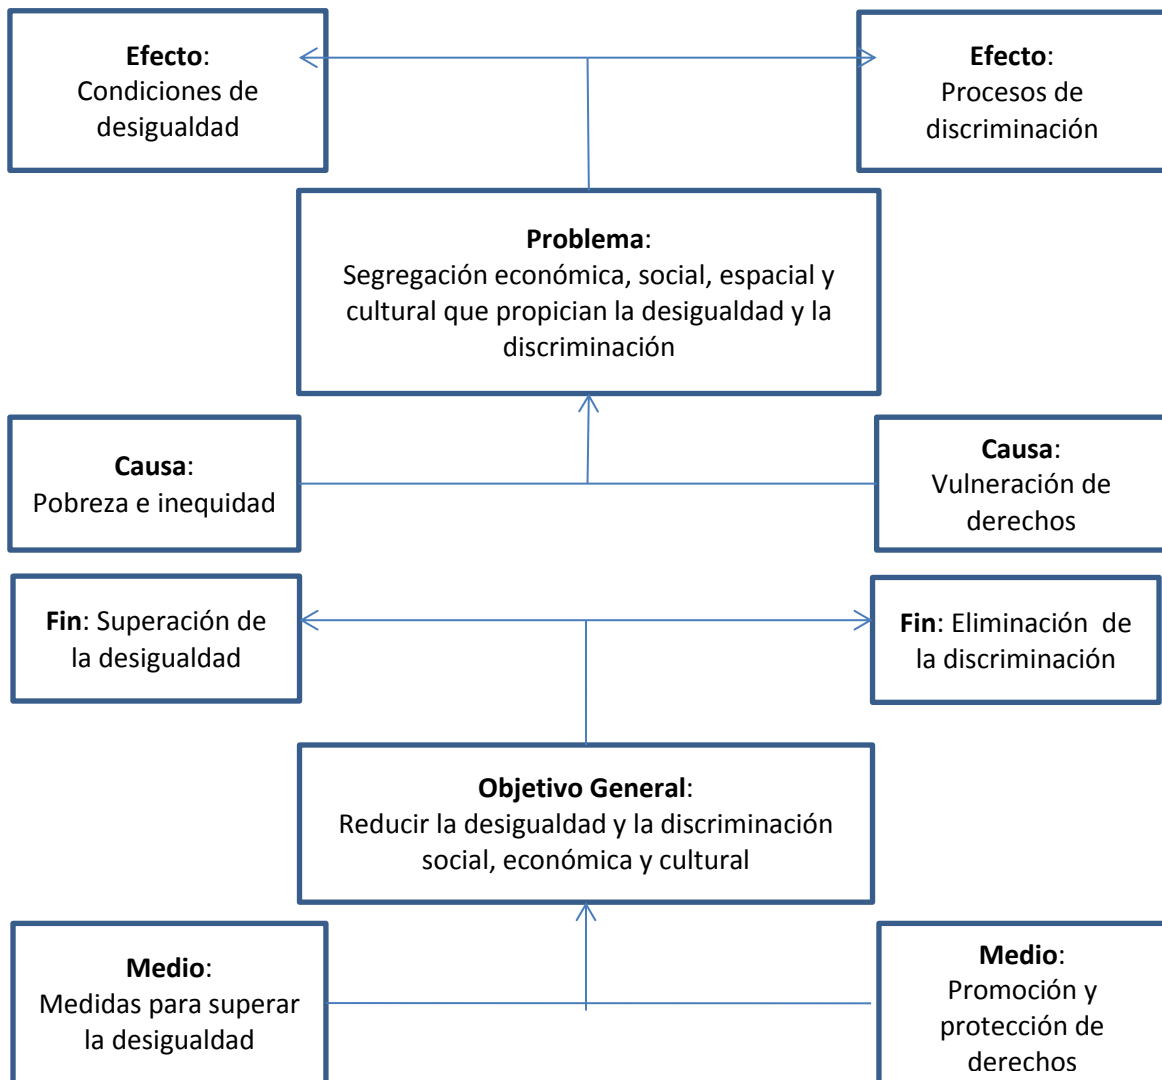 Efecto:
Condiciones de
desigualdad
Efecto:
Procesos de
discriminación
Problema:
Segregación económica, social, espacial y
cultural que propician la desigualdad y la
discriminación
Causa:
Pobreza e inequidad
Causa:
Vulneración de
derechos
Fin: Superación de
la desigualdad
Fin: Eliminación  de
la discriminación
Objetivo General:
Reducir la desigualdad y la discriminación
social, económica y cultural
Medio:
Medidas para superar
la desigualdad
Medio:
Promoción y
protección de
derechos